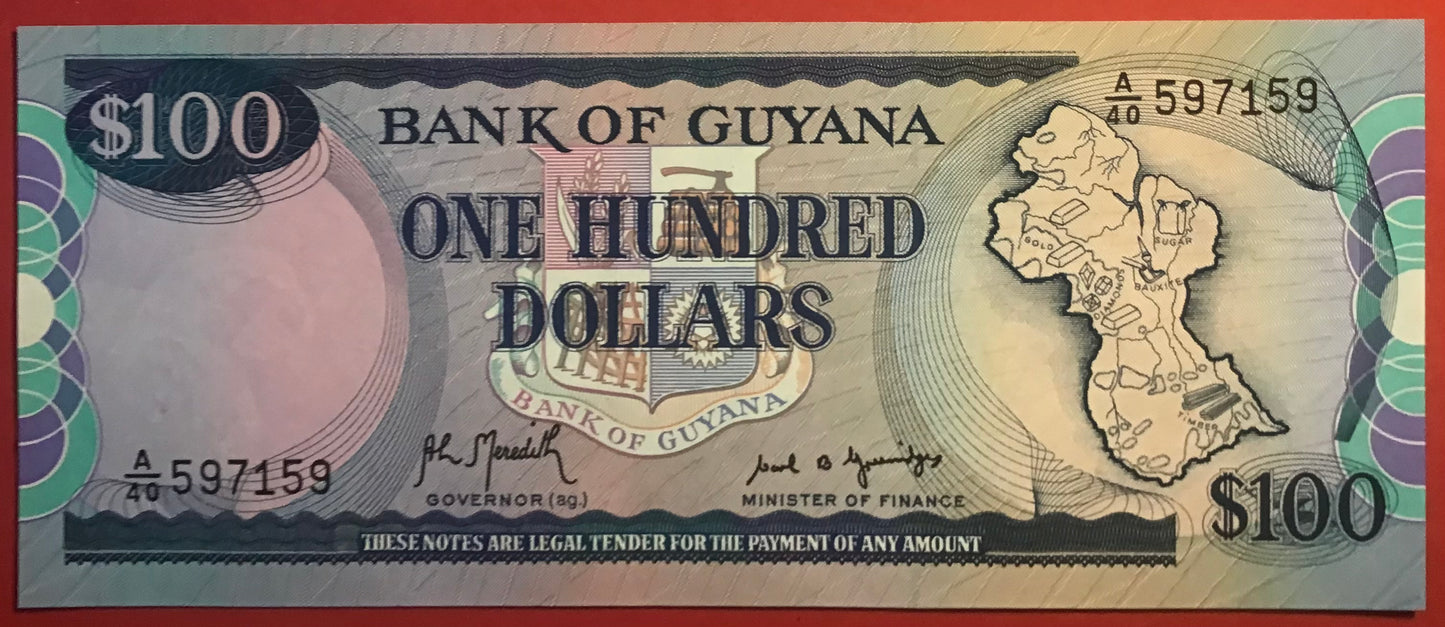 $100
BANK OF GUYANA
A/40 597159
ONE HUNDRED
DOLLARS
GOLD
SUGAR
BAUXITE
DIAMONDS
TIMBER
BANK OF GUYANA
A/40 597159
GOVERNOR (ag.)
MINISTER OF FINANCE
$100
THESE NOTES ARE LEGAL TENDER FOR THE PAYMENT OF ANY AMOUNT